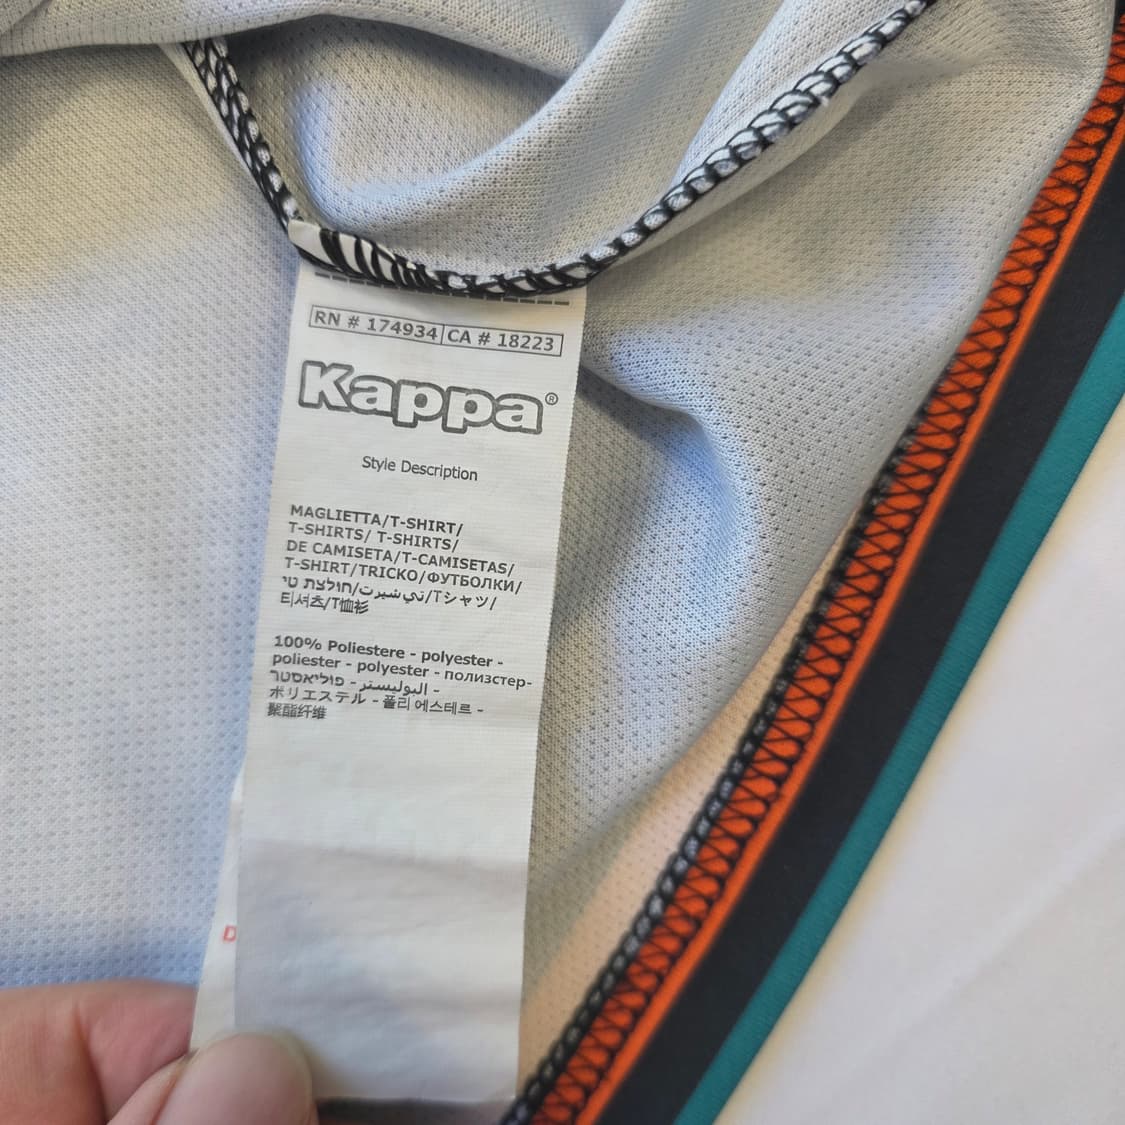 RN # 174934 CA # 18223
Kappa®
Style Description
MAGLIETTA/T-SHIRT/
T-SHIRTS/ T-SHIRTS/
DE CAMISETA/T-CAMISETAS/
T-SHIRT/TRICKO/ФУТБОЛКИ/
חולצת טי/تي شيرت/Tシャツ/
티셔츠/T恤衫
100% Poliestere - polyester -
poliester - polyester - полиэстер-
פוליאסטר - البوليستر -
ポリエステル - 폴리 에스테르 -
聚酯纤维
D